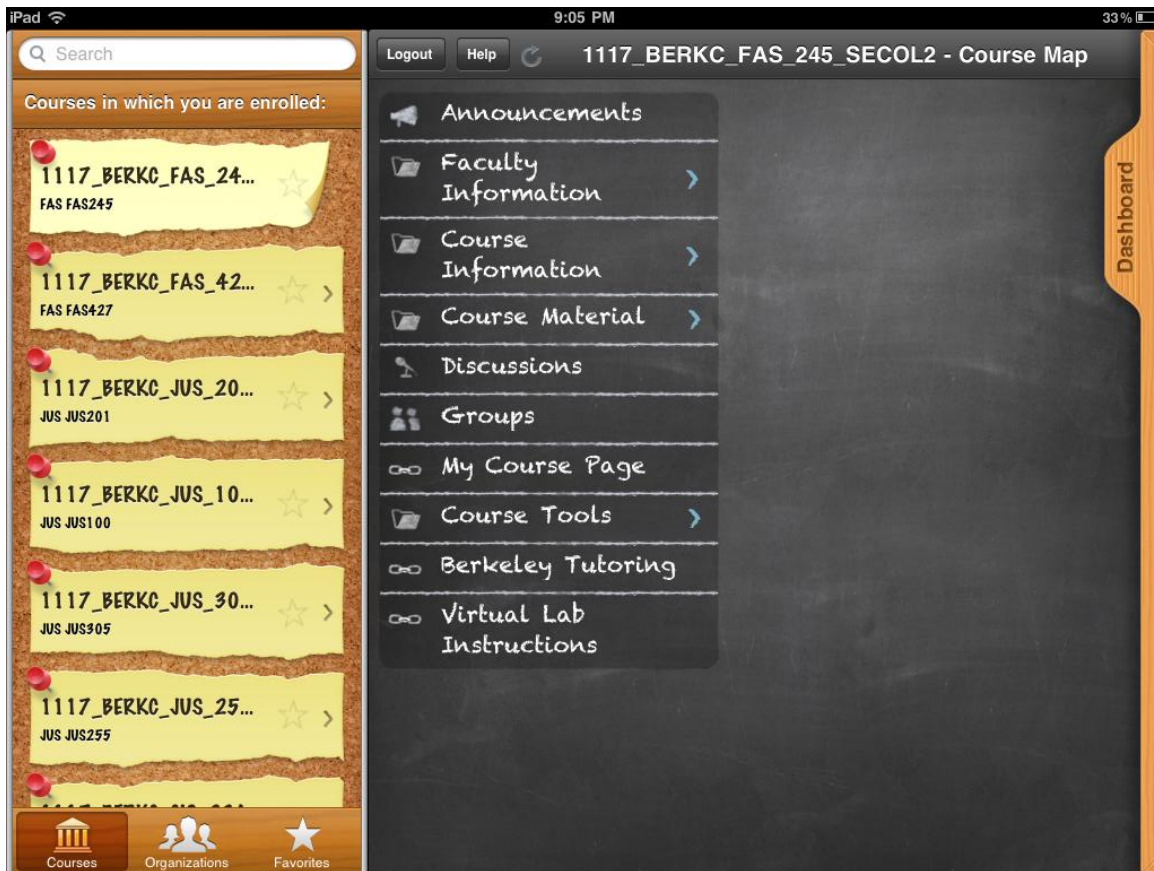 iPad 9:05 PM 33%
Search
Courses in which you are enrolled:
1117_BERKC_FAS_24...
FAS FAS245
1117_BERKC_FAS_42...
FAS FAS427
1117_BERKC_JUS_20...
JUS JUS201
1117_BERKC_JUS_10...
JUS JUS100
1117_BERKC_JUS_30...
JUS JUS305
1117_BERKC_JUS_25...
JUS JUS255
Courses Organizations Favorites
Logout Help 1117_BERKC_FAS_245_SECOL2 - Course Map
Announcements
Faculty
Information
Course
Information
Course Material
Discussions
Groups
My Course Page
Course Tools
Berkeley Tutoring
Virtual Lab
Instructions
Dashboard